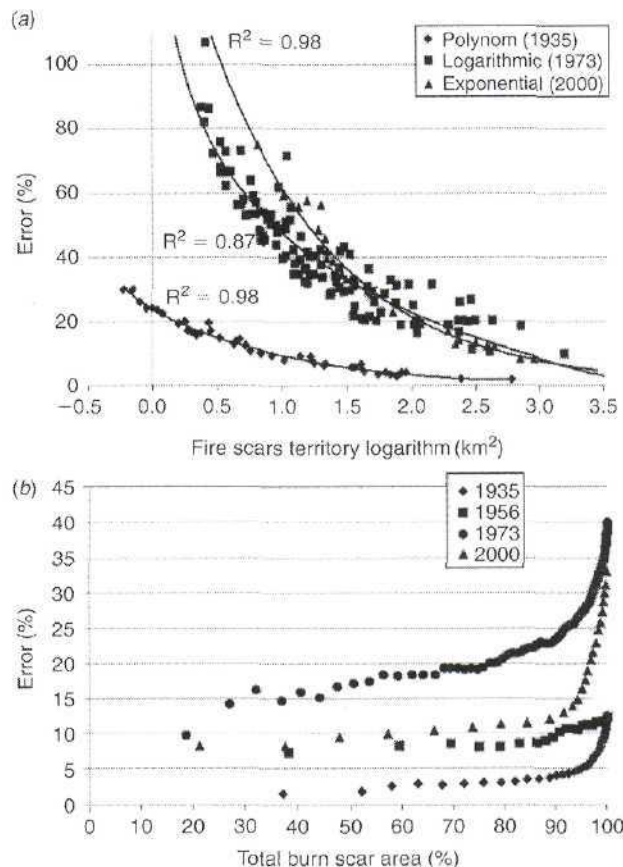 (a)
R² = 0.98
Polynom (1935)
Logarithmic (1973)
Exponential (2000)
100
80
60
40
20
0
Error (%)
R² = 0.87
R² = 0.98
−0.5 0.0 0.5 1.0 1.5 2.0 2.5 3.0 3.5
Fire scars territory logarithm (km²)
(b)
1935
1956
1973
2000
45
40
35
30
25
20
15
10
5
0
Error (%)
0 10 20 30 40 50 60 70 80 90 100
Total burn scar area (%)